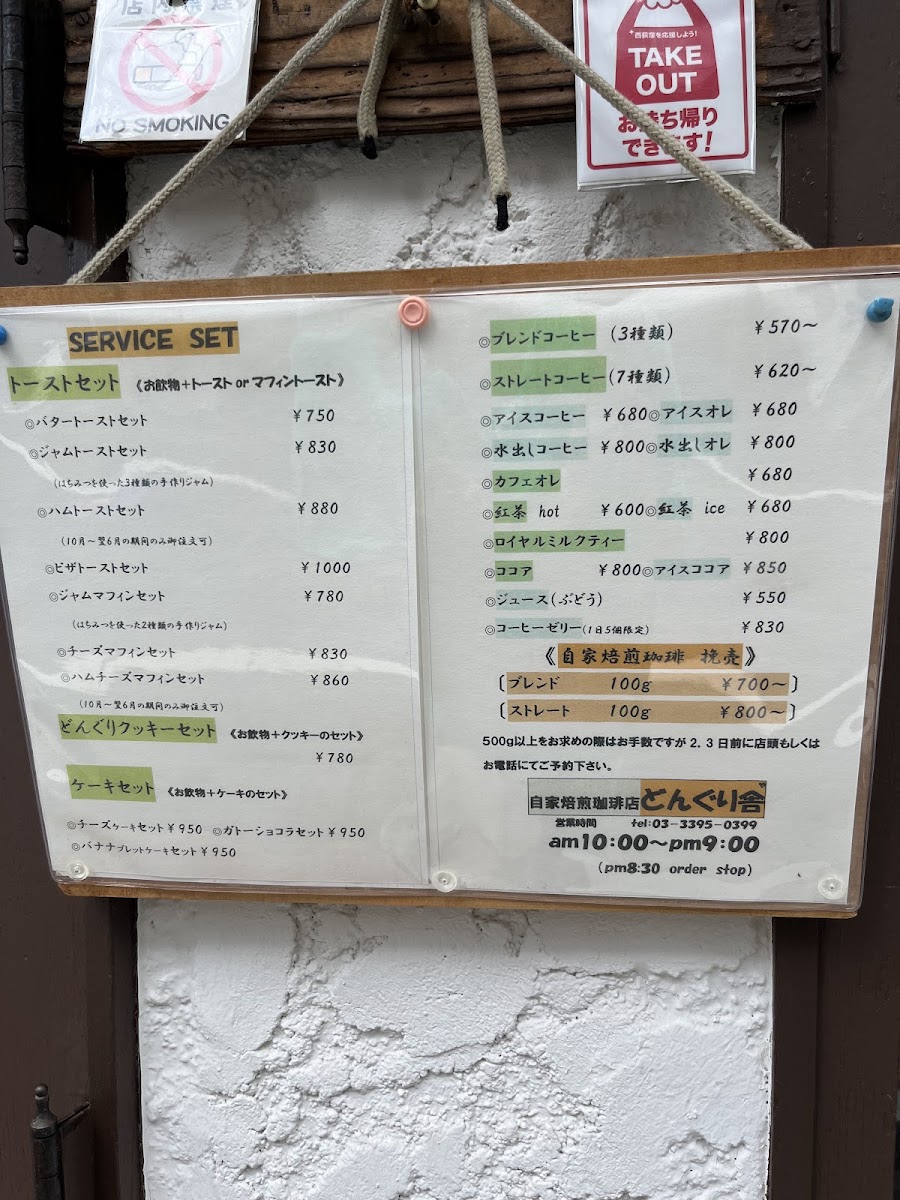 NO SMOKING
西荻窪を応援しよう!
TAKE
OUT
お持ち帰り
できます!
SERVICE SET
トーストセット 《お飲物+トースト or マフィントースト》
◎バタートーストセット ¥750
◎ジャムトーストセット ¥830
(はちみつを使った3種類の手作りジャム)
◎ハムトーストセット ¥880
(10月~翌6月の期間のみ御注文可)
◎ピザトーストセット ¥1000
◎ジャムマフィンセット ¥780
(はちみつを使った2種類の手作りジャム)
◎チーズマフィンセット ¥830
◎ハムチーズマフィンセット ¥860
(10月~翌6月の期間のみ御注文可)
どんぐりクッキーセット 《お飲物+クッキーのセット》
¥780
ケーキセット 《お飲物+ケーキのセット》
◎チーズケーキセット¥950 ◎ガトーショコラセット¥950
◎バナナブレットケーキセット¥950
◎ブレンドコーヒー (3種類) ¥570~
◎ストレートコーヒー(7種類) ¥620~
◎アイスコーヒー ¥680◎アイスオレ ¥680
◎水出しコーヒー ¥800◎水出しオレ ¥800
◎カフェオレ ¥680
◎紅茶 hot ¥600◎紅茶 ice ¥680
◎ロイヤルミルクティー ¥800
◎ココア ¥800◎アイスココア ¥850
◎ジュース(ぶどう) ¥550
◎コーヒーゼリー(1日5個限定) ¥830
《自家焙煎珈琲 挽売》
〔ブレンド 100g ¥700~〕
〔ストレート 100g ¥800~〕
500g以上をお求めの際はお手数ですが2.3日前に店頭もしくは
お電話にてご予約下さい。
自家焙煎珈琲店どんぐり舎
営業時間 tel:03-3395-0399
am10:00~pm9:00
(pm8:30 order stop)